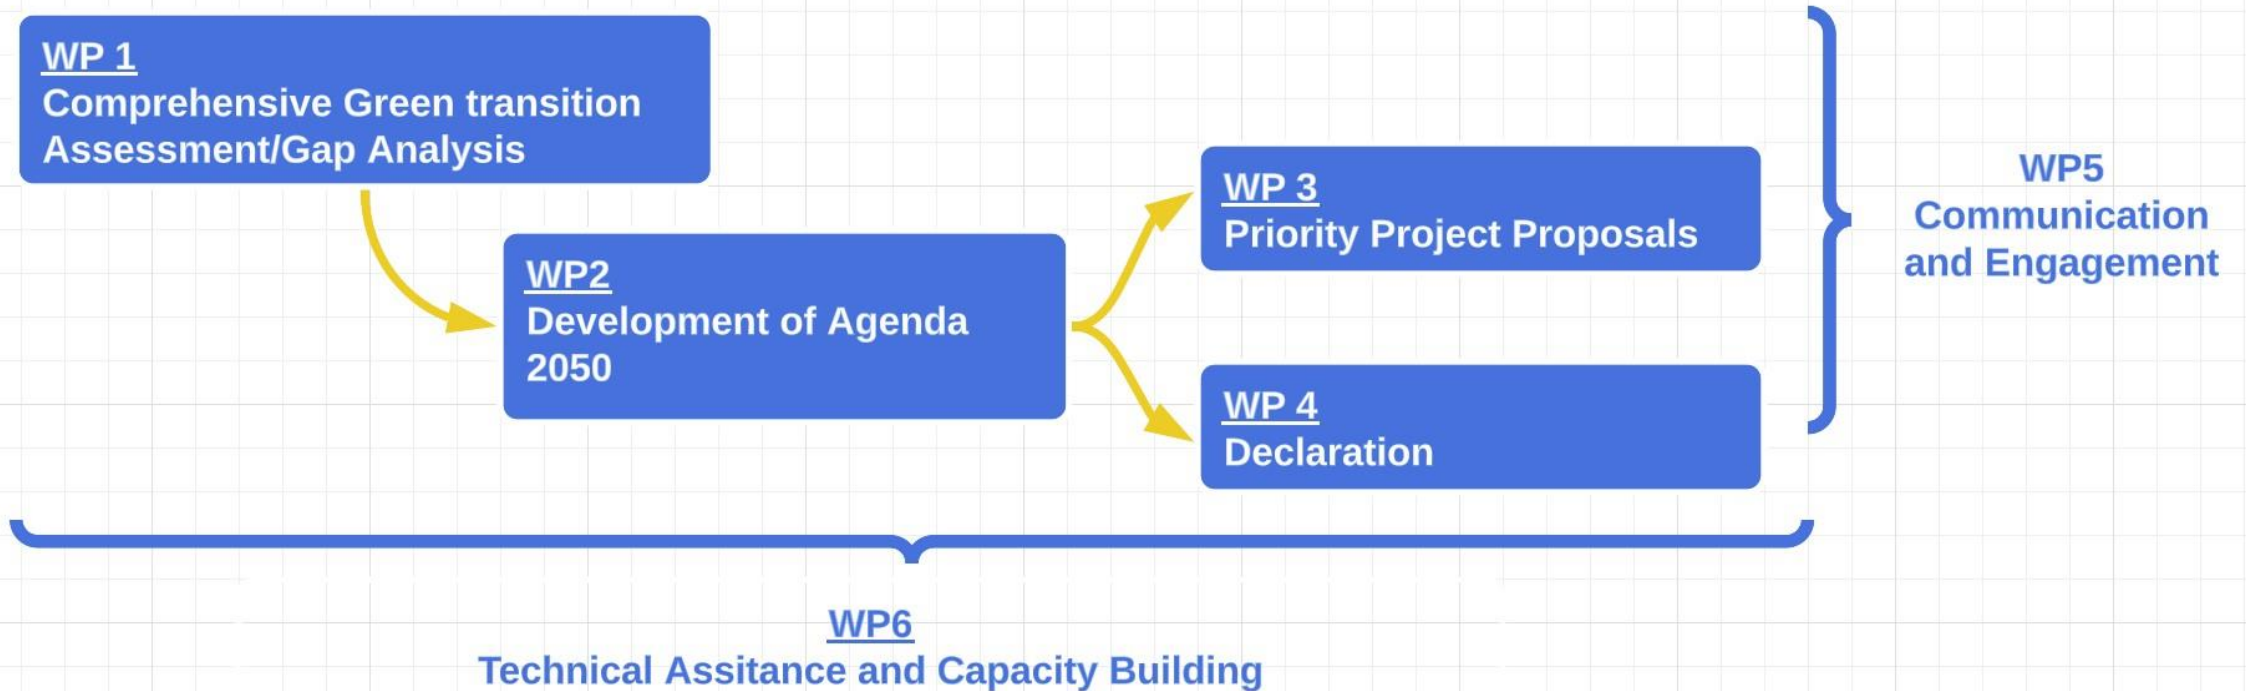 WP 1
Comprehensive Green transition
Assessment/Gap Analysis
WP2
Development of Agenda
2050
WP 3
Priority Project Proposals
WP 4
Declaration
WP5
Communication
and Engagement
WP6
Technical Assitance and Capacity Building